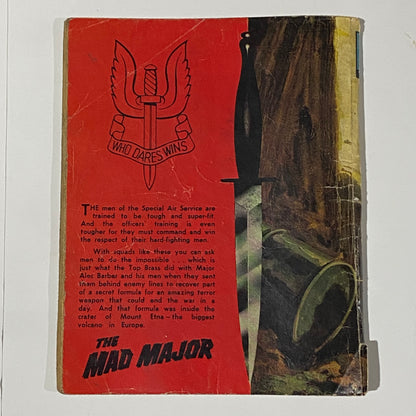 WHO DARES WINS
THE men of the Special Air Service are
trained to be tough and super-fit.
And the officers' training is even
tougher for they must command and win
the respect of their hard-fighting men.
With squads like these you can ask
men to do the impossible . . . which is
just what the Top Brass did with Major
Alec Barber and his men when they sent
them behind enemy lines to recover part
of a secret formula for an amazing terror
weapon that could end the war in a
day. And that formula was inside the
crater of Mount Etna—the biggest
volcano in Europe.
THE
MAD MAJOR